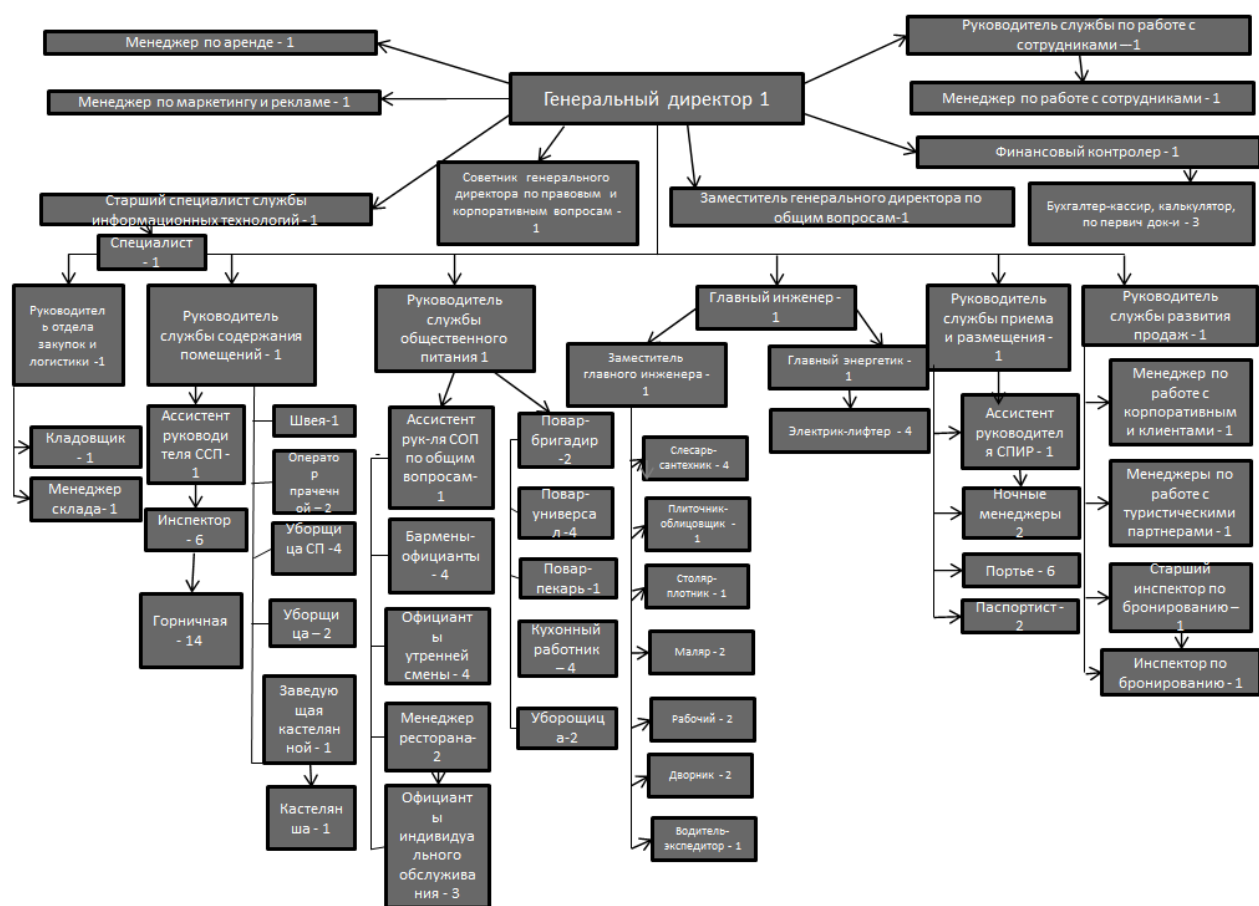 Менеджер по аренде - 1
Руководитель службы по работе с
сотрудниками —1
Менеджер по маркетингу и рекламе - 1
Генеральный директор 1
Менеджер по работе с сотрудниками - 1
Финансовый контролер - 1
Советник генерального
директора по правовым и
корпоративным вопросам -
1
Заместитель генерального директора по
общим вопросам-1
Бухгалтер-кассир, калькулятор,
по первич док-и - 3
Старший специалист службы
информационных технологий - 1
Специалист
- 1
Руководител
ь отдела
закупок и
логистики -1
Кладовщик
- 1
Менеджер
склада- 1
Руководитель
службы содержания
помещений - 1
Ассистент
руководи
теля ССП -
1
Инспектор
- 6
Горничная
- 14
Швея-1
Операто
р
прачечн
ой – 2
Уборщи
ца СП -4
Уборщи
ца – 2
Заведую
щая
кастелян
ной - 1
Кастелян
ша - 1
Руководитель
службы
общественного
питания 1
-
Ассистент
рук-ля СОП
по общим
вопросам-
1
Бармены-
официанты
- 4
Официант
ы
утренней
смены - 4
Менеджер
ресторана-
2
Официант
ы
индивидуа
льного
обслужива
ния - 3
Повар-
бригадир
-2
Повар-
универса
л-4
Повар-
пекарь-1
Кухонный
работник
– 4
Уборощиц
а-2
Главный инженер -
1
Заместитель
главного инженера -
1
Слесарь-
сантехник - 4
Плиточник-
облицовщик -
1
Столяр-
плотник - 1
Маляр - 2
Рабочий - 2
Дворник - 2
Водитель-
экспедитор - 1
Главный энергетик -
1
Электрик-лифтер - 4
Руководитель
службы приема
и размещения -
1
Ассистент
руководител
я СПИР - 1
Ночные
менеджеры -
2
Портье - 6
Паспортист -
2
Руководитель
службы развития
продаж - 1
Менеджер по
работе с
корпоративным
и клиентами - 1
Менеджеры по
работе с
туристическими
партнерами - 1
Старший
инспектор по
бронированию –
1
Инспектор по
бронированию - 1